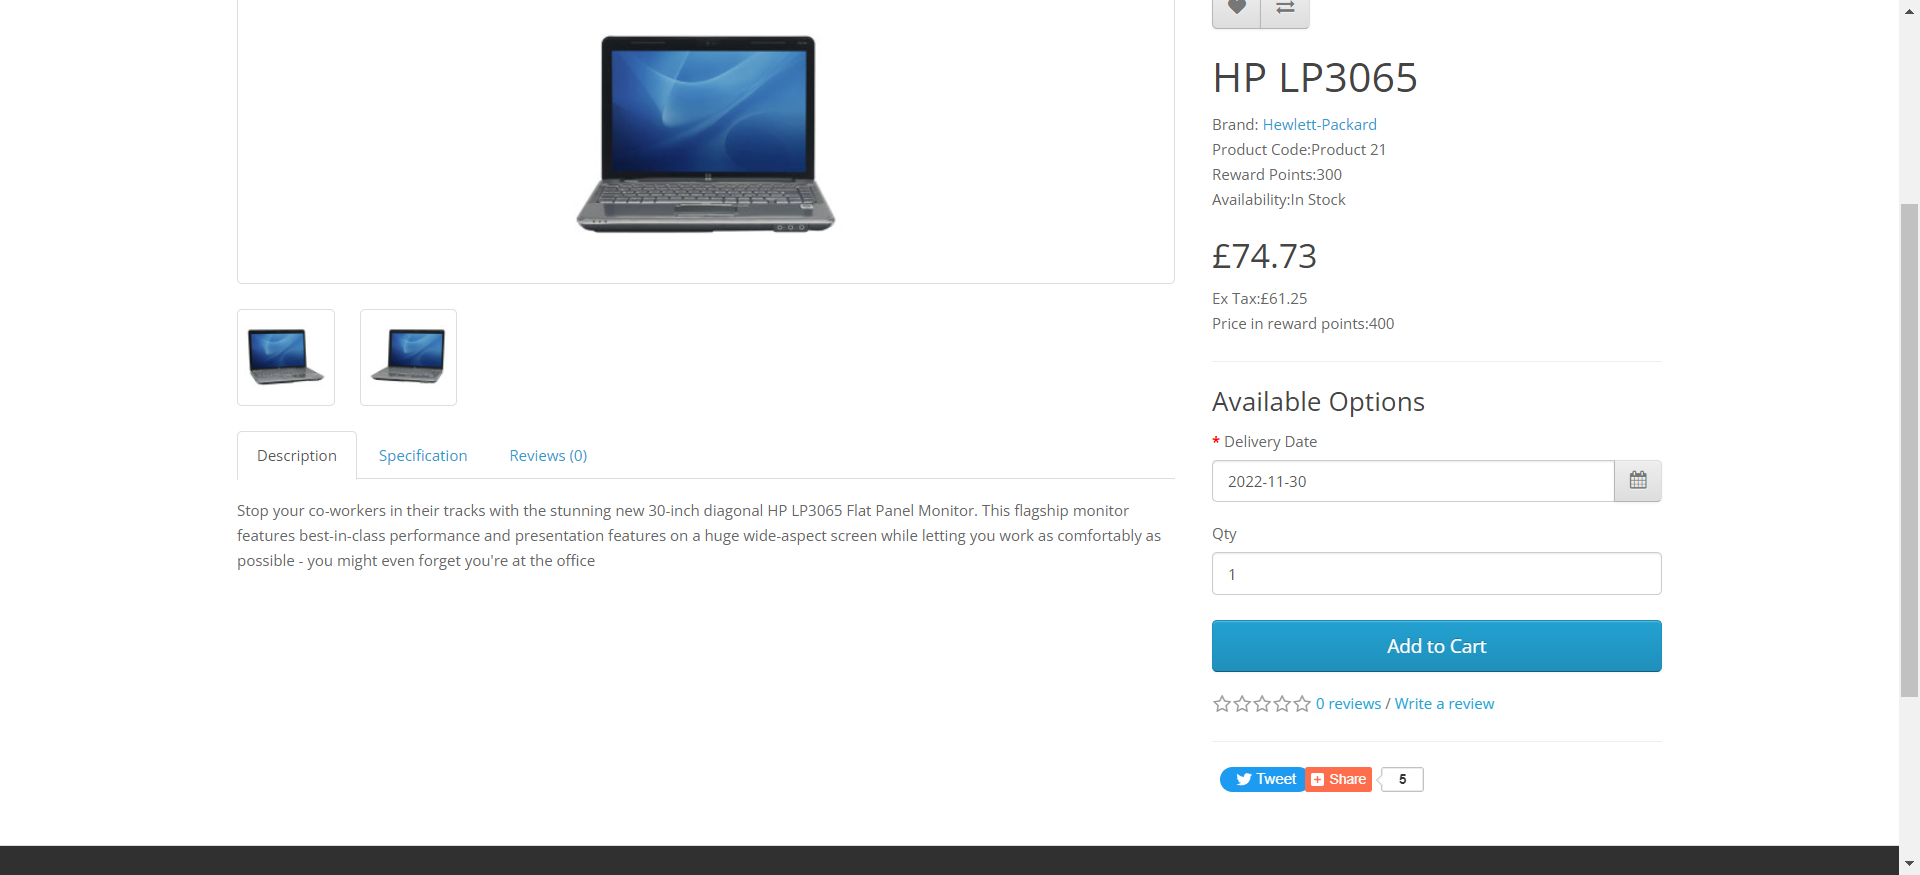 HP LP3065
Brand: Hewlett-Packard
Product Code:Product 21
Reward Points:300
Availability:In Stock
£74.73
Ex Tax:£61.25
Price in reward points:400
Available Options
* Delivery Date
2022-11-30
Qty
1
Add to Cart
0 reviews / Write a review
Tweet Share 5
Description Specification Reviews (0)
Stop your co-workers in their tracks with the stunning new 30-inch diagonal HP LP3065 Flat Panel Monitor. This flagship monitor
features best-in-class performance and presentation features on a huge wide-aspect screen while letting you work as comfortably as
possible - you might even forget you're at the office